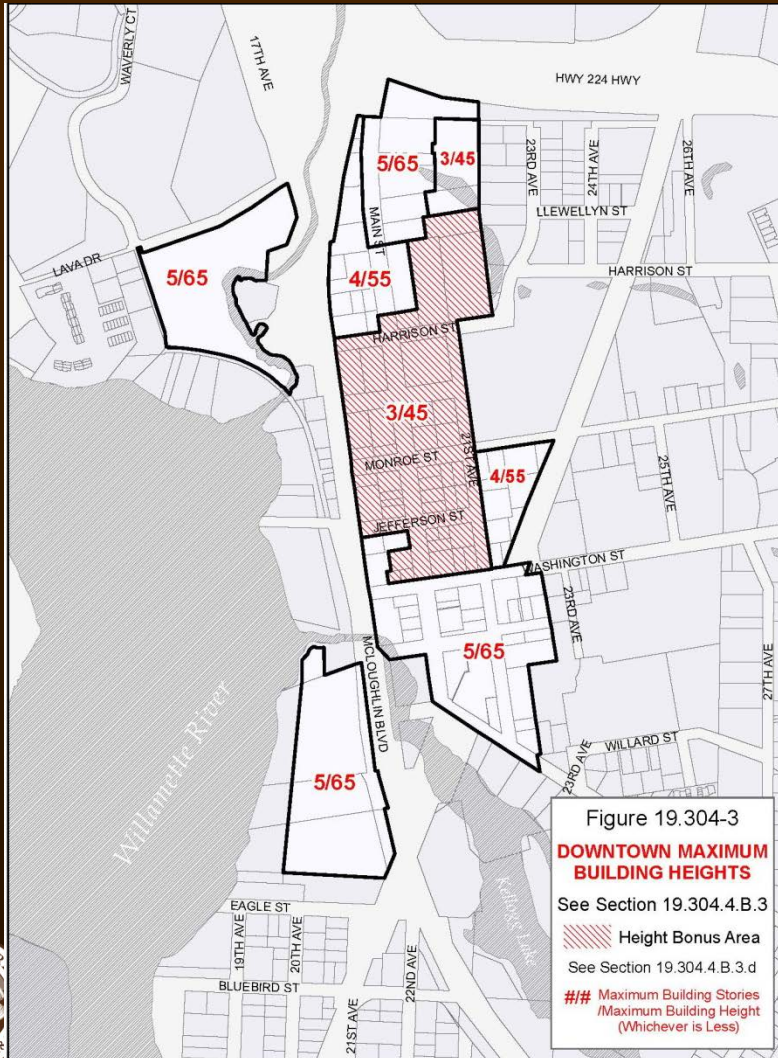 WAVERLY CT
17TH AVE
HWY 224 HWY
5/65
3/45
23RD AVE
24TH AVE
26TH AVE
LLEWELLYN ST
MAIN ST
LAVA DR
5/65
4/55
HARRISON ST
HARRISON ST
3/45
MONROE ST
21ST AVE
4/55
25TH AVE
JEFFERSON ST
WASHINGTON ST
23RD AVE
5/65
MCLOUGHLIN BLVD
27TH AVE
Willamette River
WILLARD ST
23RD AVE
5/65
Kellogg Lake
EAGLE ST
19TH AVE
20TH AVE
BLUEBIRD ST
21ST AVE
22ND AVE
Figure 19.304-3
DOWNTOWN MAXIMUM
BUILDING HEIGHTS
See Section 19.304.4.B.3
Height Bonus Area
See Section 19.304.4.B.3.d
#/# Maximum Building Stories
/Maximum Building Height
(Whichever is Less)